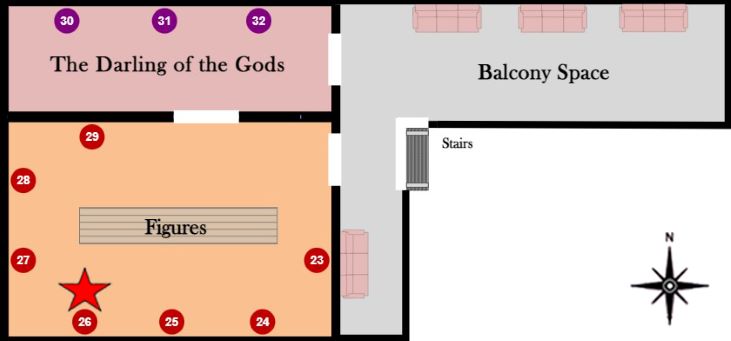 30 31 32
The Darling of the Gods
Balcony Space
29
Stairs
28
Figures
N
27
23
26 25 24